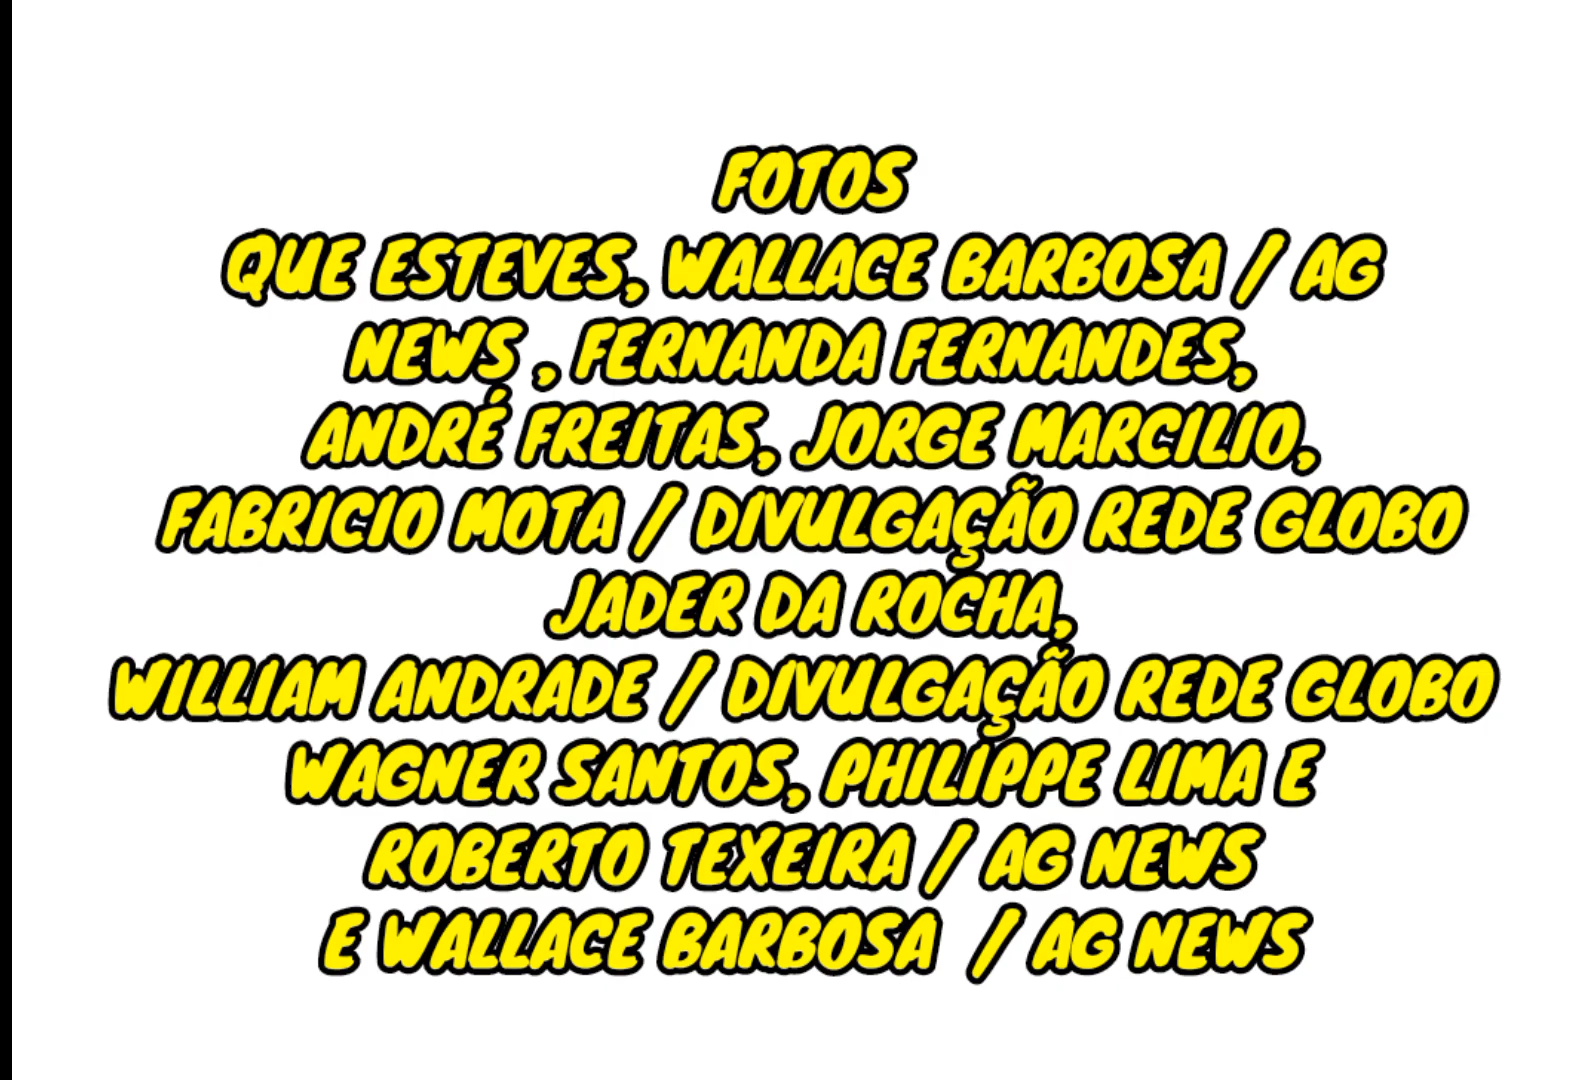 FOTOS
QUE ESTEVES, WALLACE BARBOSA / AG
NEWS , FERNANDA FERNANDES,
ANDRÉ FREITAS, JORGE MARCILIO,
FABRICIO MOTA / DIVULGAÇÃO REDE GLOBO
JADER DA ROCHA,
WILLIAM ANDRADE / DIVULGAÇÃO REDE GLOBO
WAGNER SANTOS, PHILIPPE LIMA E
ROBERTO TEXEIRA / AG NEWS
E WALLACE BARBOSA / AG NEWS